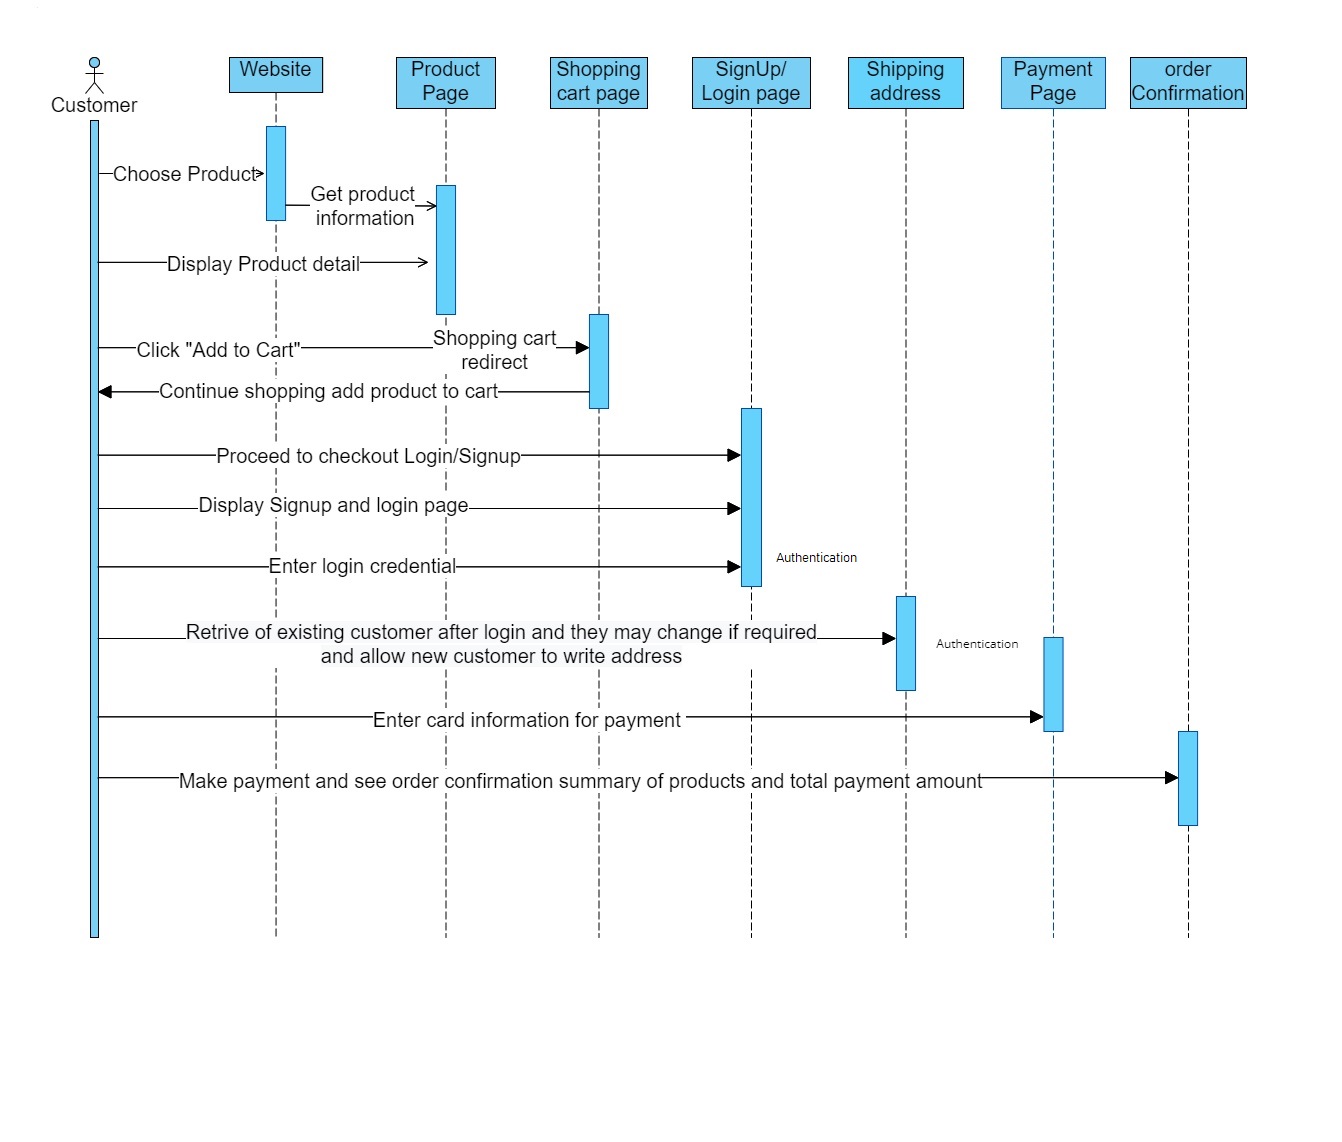 Customer
Website
Product
Page
Shopping
cart page
SignUp/
Login page
Shipping
address
Payment
Page
order
Confirmation
Choose Product
Get product
information
Display Product detail
Click "Add to Cart"
Shopping cart
redirect
Continue shopping add product to cart
Proceed to checkout Login/Signup
Display Signup and login page
Enter login credential
Authentication
Retrive of existing customer after login and they may change if required
and allow new customer to write address
Authentication
Enter card information for payment
Make payment and see order confirmation summary of products and total payment amount